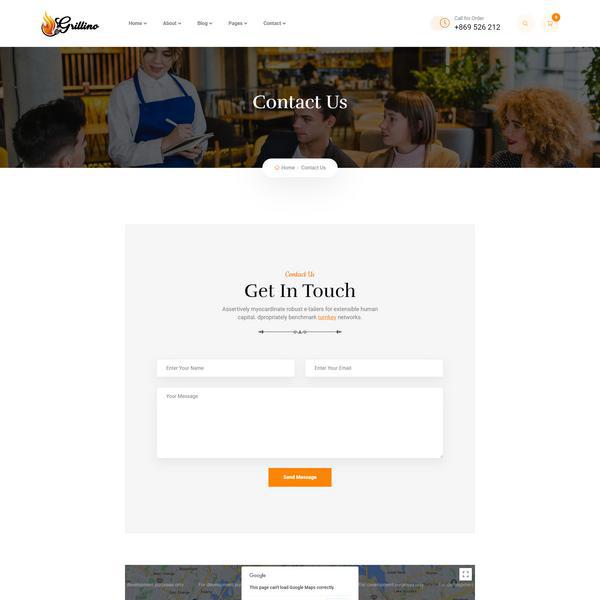 Grillino
Home
About
Blog
Pages
Contact
Call for Order
+869 526 212
0
Contact Us
Home - Contact Us
Contact Us
Get In Touch
Assertively myocardinate robust e-tailers for extensible human
capital. dpropriately benchmark turnkey networks.
Enter Your Name
Enter Your Email
Your Message
Send Message
Google
This page can't load Google Maps correctly.
development purposes only
For development
For development purposes only